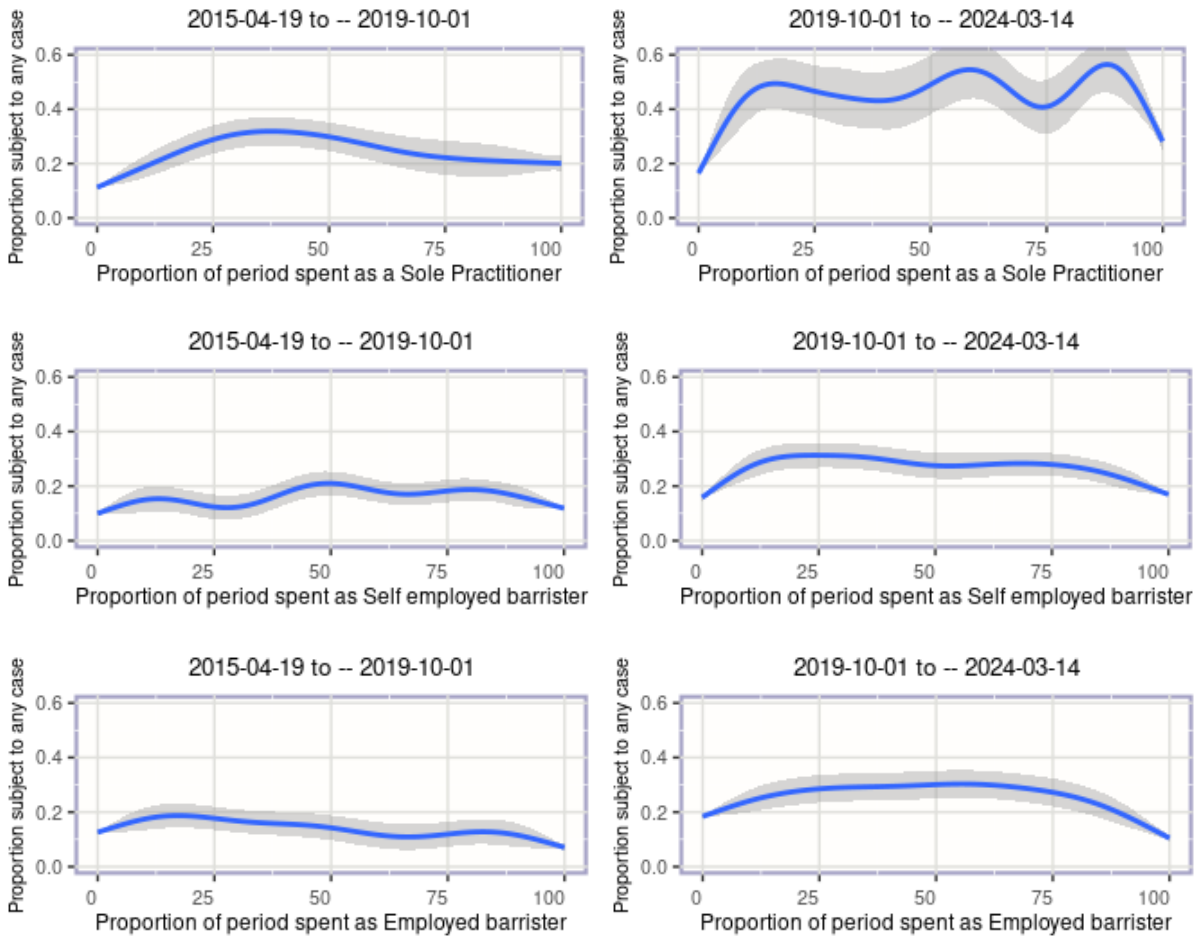 2015-04-19 to -- 2019-10-01
Proportion subject to any case
0.6
0.4
0.2
0.0
0 25 50 75 100
Proportion of period spent as a Sole Practitioner
2019-10-01 to -- 2024-03-14
Proportion subject to any case
0.6
0.4
0.2
0.0
0 25 50 75 100
Proportion of period spent as a Sole Practitioner
2015-04-19 to -- 2019-10-01
Proportion subject to any case
0.6
0.4
0.2
0.0
0 25 50 75 100
Proportion of period spent as Self employed barrister
2019-10-01 to -- 2024-03-14
Proportion subject to any case
0.6
0.4
0.2
0.0
0 25 50 75 100
Proportion of period spent as Self employed barrister
2015-04-19 to -- 2019-10-01
Proportion subject to any case
0.6
0.4
0.2
0.0
0 25 50 75 100
Proportion of period spent as Employed barrister
2019-10-01 to -- 2024-03-14
Proportion subject to any case
0.6
0.4
0.2
0.0
0 25 50 75 100
Proportion of period spent as Employed barrister